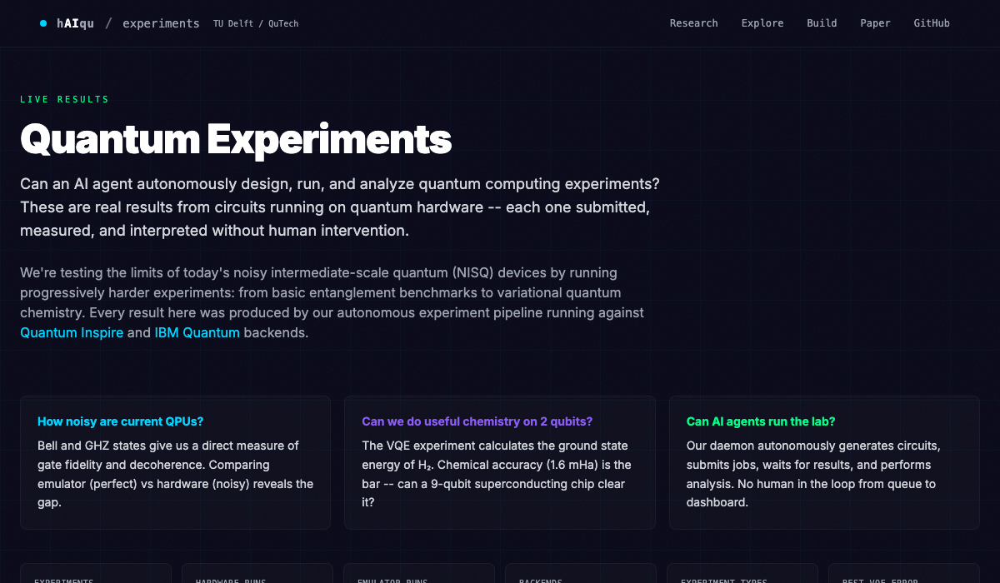 hAIqu / experiments TU Delft / QuTech
Research Explore Build Paper GitHub
LIVE RESULTS
Quantum Experiments
Can an AI agent autonomously design, run, and analyze quantum computing experiments?
These are real results from circuits running on quantum hardware -- each one submitted,
measured, and interpreted without human intervention.
We're testing the limits of today's noisy intermediate-scale quantum (NISQ) devices by running
progressively harder experiments: from basic entanglement benchmarks to variational quantum
chemistry. Every result here was produced by our autonomous experiment pipeline running against
Quantum Inspire and IBM Quantum backends.
How noisy are current QPUs?
Bell and GHZ states give us a direct measure of
gate fidelity and decoherence. Comparing
emulator (perfect) vs hardware (noisy) reveals the
gap.
Can we do useful chemistry on 2 qubits?
The VQE experiment calculates the ground state
energy of H₂. Chemical accuracy (1.6 mHa) is the
bar -- can a 9-qubit superconducting chip clear
it?
Can AI agents run the lab?
Our daemon autonomously generates circuits,
submits jobs, waits for results, and performs
analysis. No human in the loop from queue to
dashboard.
EXPERIMENTS
HARDWARE RUNS
EMULATOR RUNS
BACKENDS
EXPERIMENT TYPES
BEST VQE ERROR